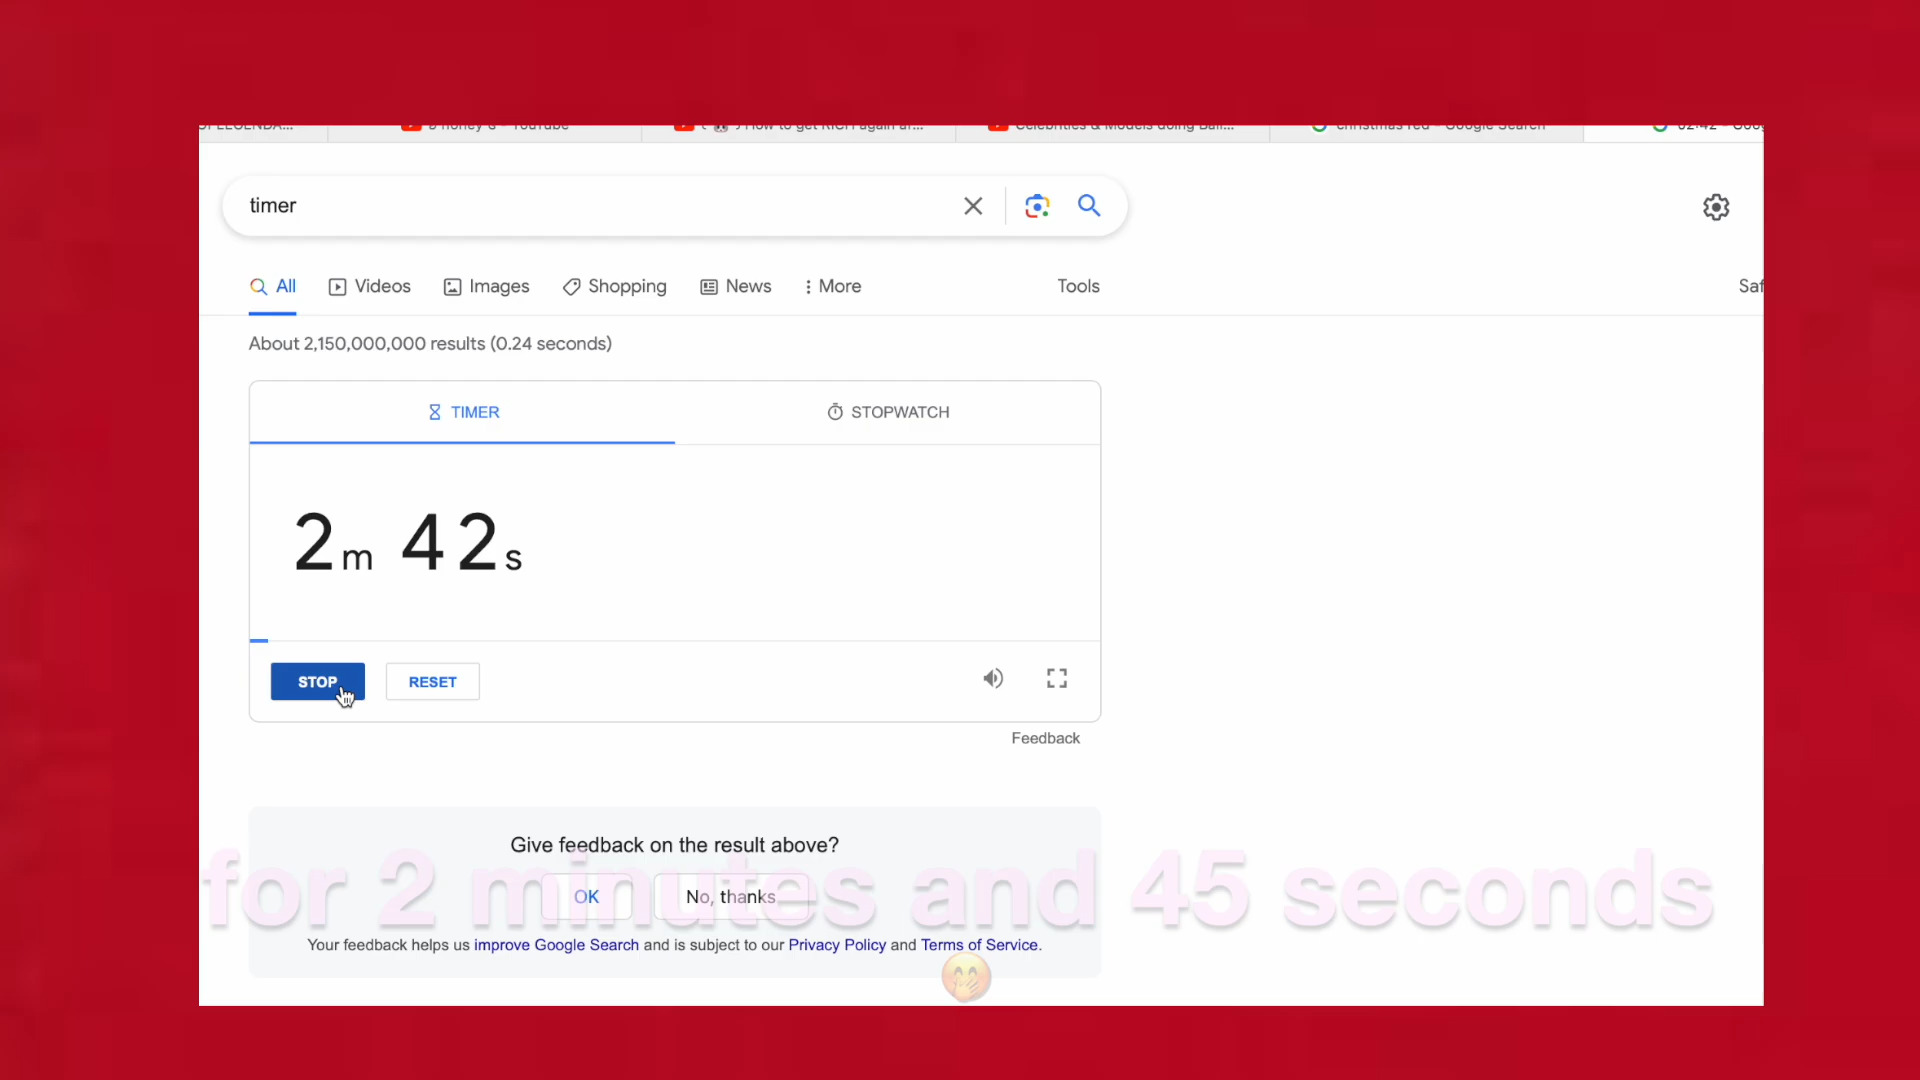 timer
All Videos Images Shopping News More Tools
About 2,150,000,000 results (0.24 seconds)
TIMER STOPWATCH
2m 42s
STOP RESET
Feedback
Give feedback on the result above?
for 2 minutes and 45 seconds
OK No, thanks
Your feedback helps us improve Google Search and is subject to our Privacy Policy and Terms of Service.